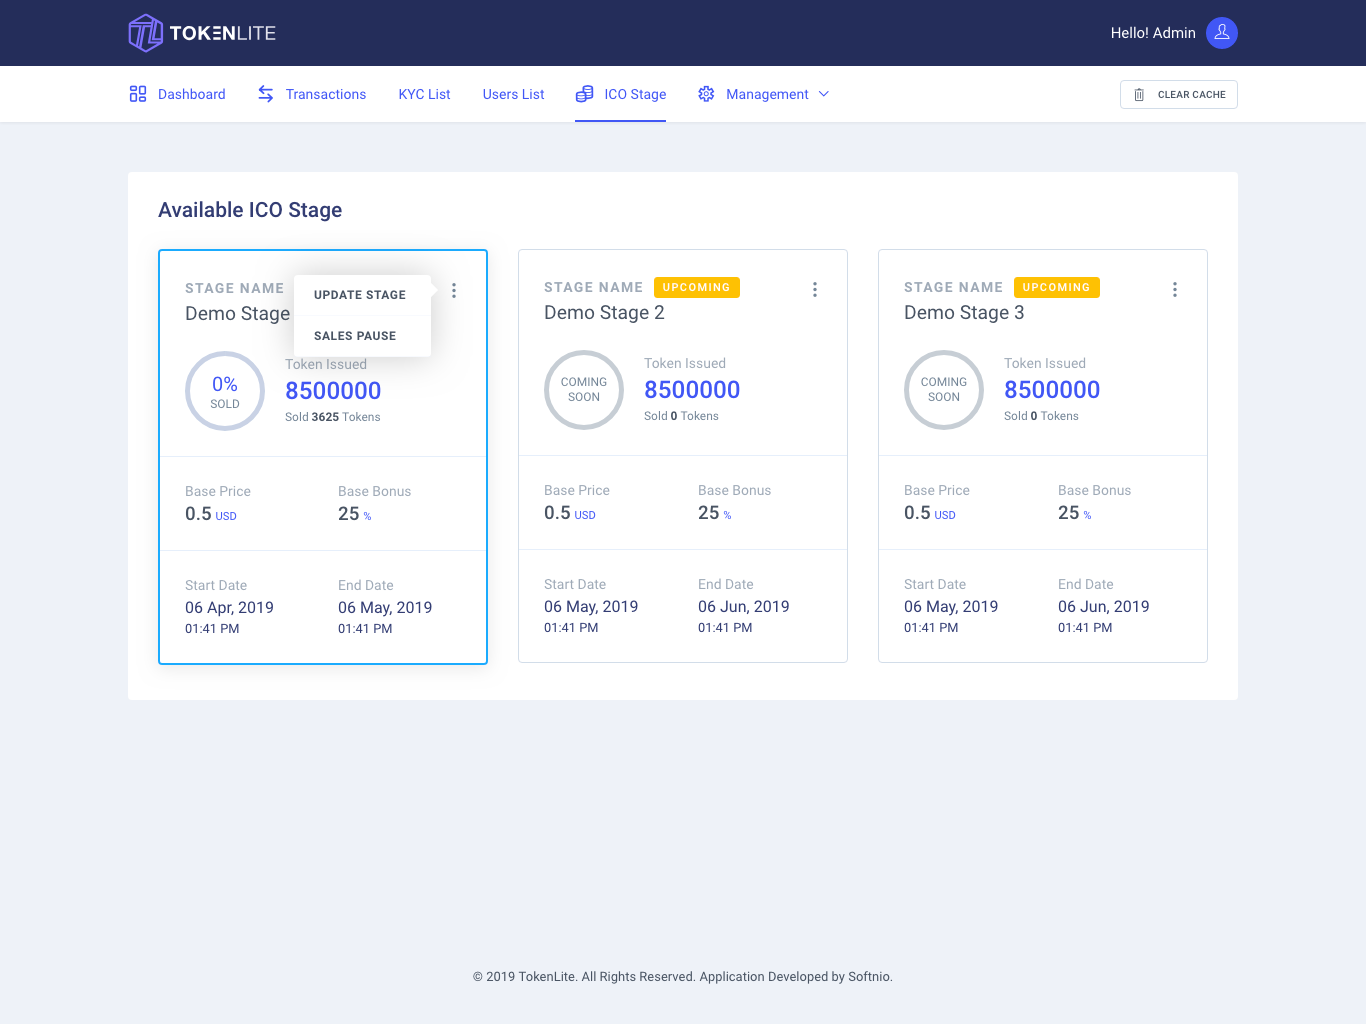 TOKENLITE
Hello! Admin
Dashboard
Transactions
KYC List
Users List
ICO Stage
Management
CLEAR CACHE
Available ICO Stage
STAGE NAME
Demo Stage
UPDATE STAGE
SALES PAUSE
0%
SOLD
Token Issued
8500000
Sold 3625 Tokens
Base Price
0.5 USD
Base Bonus
25 %
Start Date
06 Apr, 2019
01:41 PM
End Date
06 May, 2019
01:41 PM
STAGE NAME UPCOMING
Demo Stage 2
COMING
SOON
Token Issued
8500000
Sold 0 Tokens
Base Price
0.5 USD
Base Bonus
25 %
Start Date
06 May, 2019
01:41 PM
End Date
06 Jun, 2019
01:41 PM
STAGE NAME UPCOMING
Demo Stage 3
COMING
SOON
Token Issued
8500000
Sold 0 Tokens
Base Price
0.5 USD
Base Bonus
25 %
Start Date
06 May, 2019
01:41 PM
End Date
06 Jun, 2019
01:41 PM
© 2019 TokenLite. All Rights Reserved. Application Developed by Softnio.